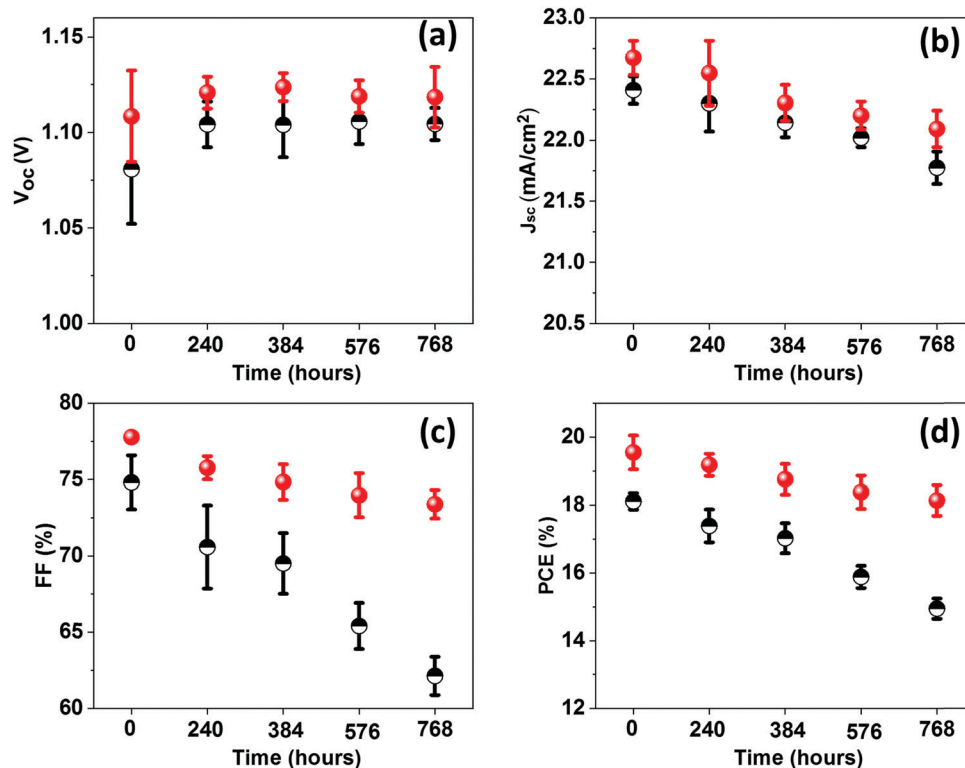 (a)
1.15
1.10
1.05
1.00
V_OC (V)
0 240 384 576 768
Time (hours)
(b)
23.0
22.5
22.0
21.5
21.0
20.5
J_sc (mA/cm²)
0 240 384 576 768
Time (hours)
(c)
80
75
70
65
60
FF (%)
0 240 384 576 768
Time (hours)
(d)
20
18
16
14
12
PCE (%)
0 240 384 576 768
Time (hours)